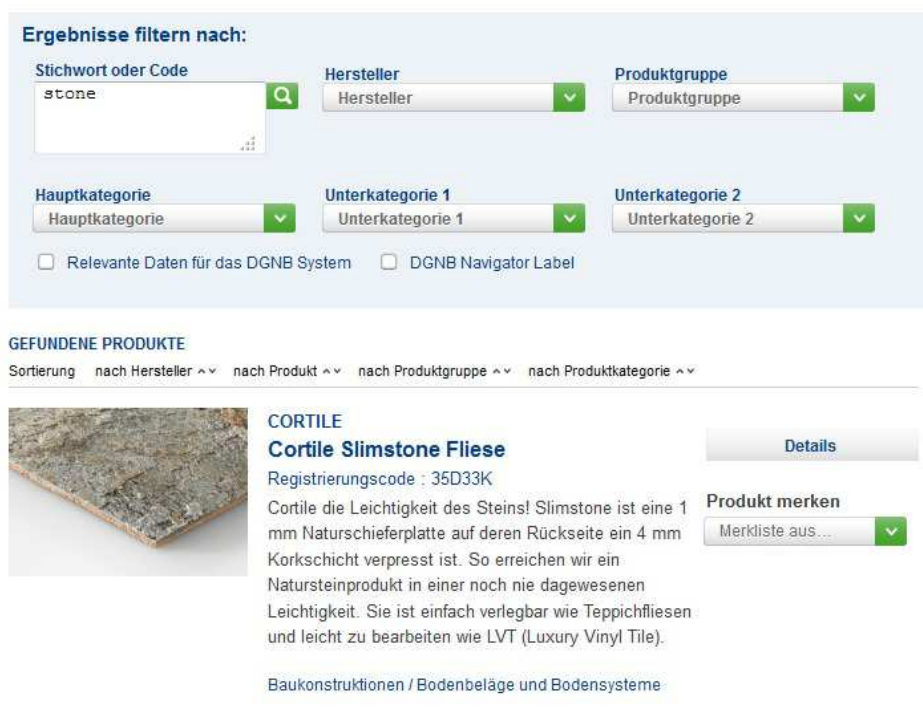 Ergebnisse filtern nach:
Stichwort oder Code
Hersteller
Produktgruppe
stone
Hersteller
Produktgruppe
Hauptkategorie
Unterkategorie 1
Unterkategorie 2
Hauptkategorie
Unterkategorie 1
Unterkategorie 2
Relevante Daten für das DGNB System
DGNB Navigator Label
GEFUNDENE PRODUKTE
Sortierung nach Hersteller nach Produkt nach Produktgruppe nach Produktkategorie
CORTILE
Cortile Slimstone Fliese
Registrierungscode : 35D33K
Cortile die Leichtigkeit des Steins! Slimstone ist eine 1
mm Naturschieferplatte auf deren Rückseite ein 4 mm
Korkschicht verpresst ist. So erreichen wir ein
Natursteinprodukt in einer noch nie dagewesenen
Leichtigkeit. Sie ist einfach verlegbar wie Teppichfliesen
und leicht zu bearbeiten wie LVT (Luxury Vinyl Tile).
Baukonstruktionen / Bodenbeläge und Bodensysteme
Details
Produkt merken
Merkliste aus...